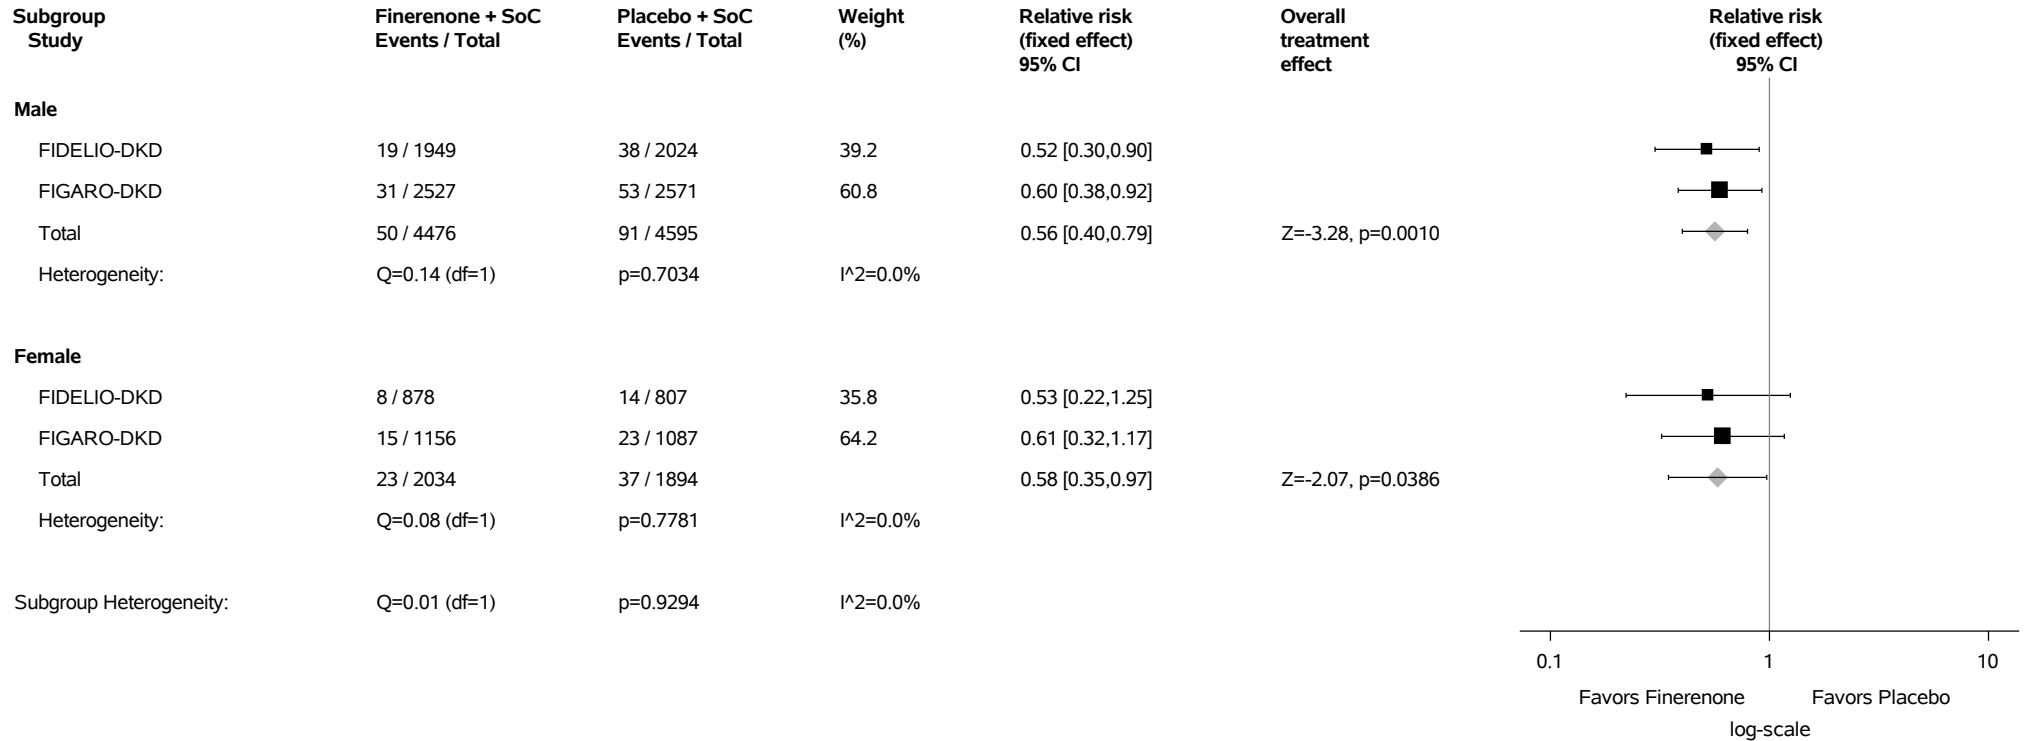 Subgroup Finerenone + SoC Placebo + SoC Weight Relative risk Overall Relative risk
Study Events / Total Events / Total (%) (fixed effect) treatment (fixed effect)
95% CI effect 95% CI
Male
FIDELIO-DKD 19 / 1949 38 / 2024 39.2 0.52 [0.30,0.90]
FIGARO-DKD 31 / 2527 53 / 2571 60.8 0.60 [0.38,0.92]
Total 50 / 4476 91 / 4595 0.56 [0.40,0.79] Z=-3.28, p=0.0010
Heterogeneity: Q=0.14 (df=1) p=0.7034 I^2=0.0%
Female
FIDELIO-DKD 8 / 878 14 / 807 35.8 0.53 [0.22,1.25]
FIGARO-DKD 15 / 1156 23 / 1087 64.2 0.61 [0.32,1.17]
Total 23 / 2034 37 / 1894 0.58 [0.35,0.97] Z=-2.07, p=0.0386
Heterogeneity: Q=0.08 (df=1) p=0.7781 I^2=0.0%
Subgroup Heterogeneity: Q=0.01 (df=1) p=0.9294 I^2=0.0%
0.1 1 10
Favors Finerenone Favors Placebo
log-scale